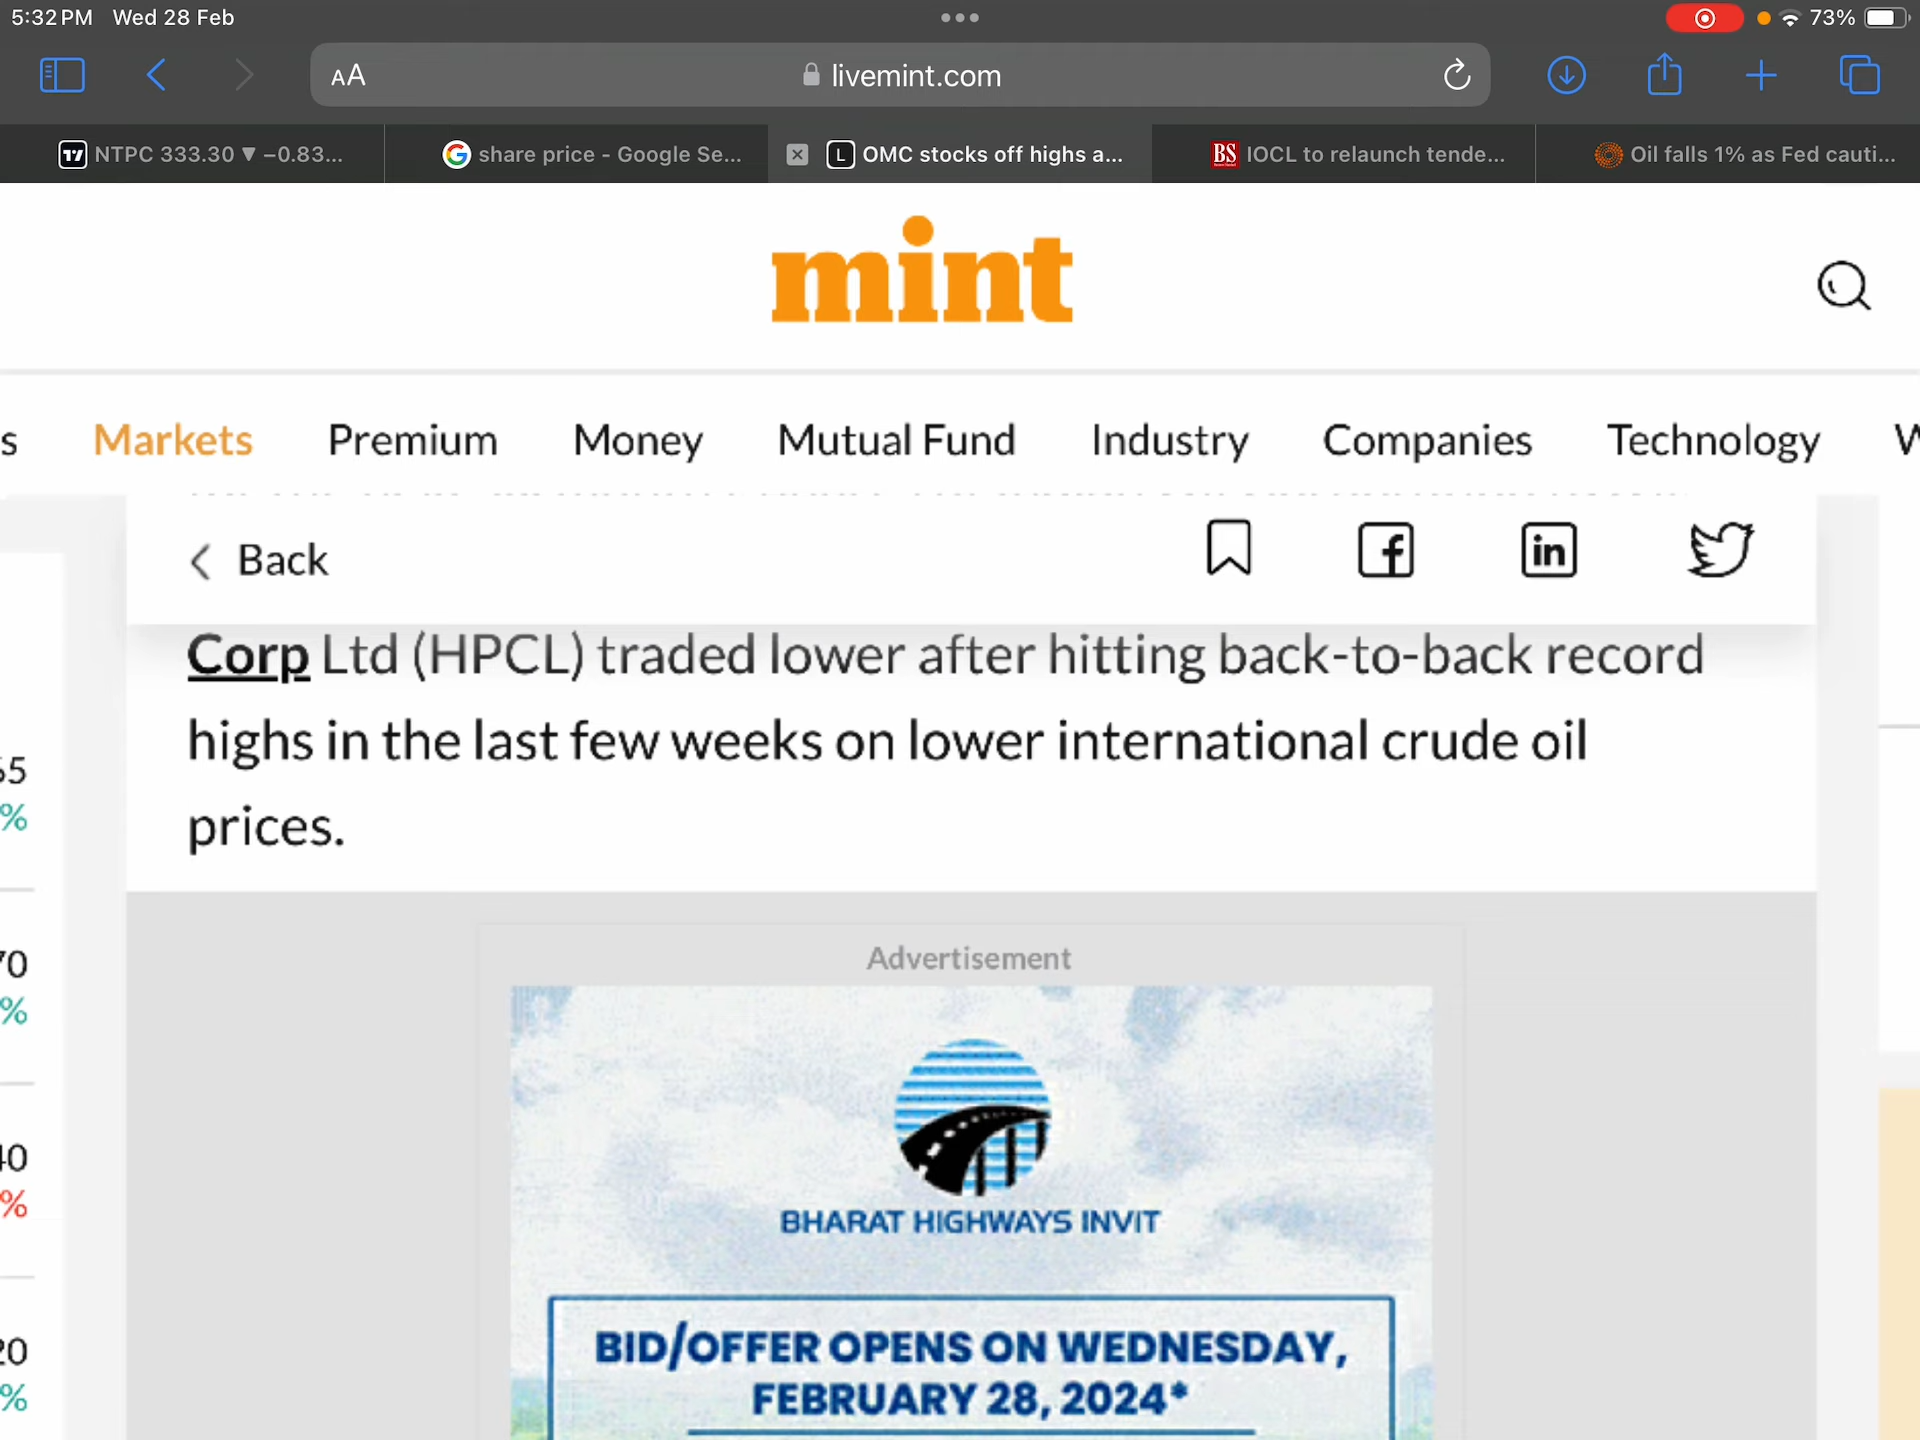 5:32 PM Wed 28 Feb
73%
AA
livemint.com
NTPC 333.30 ▼ −0.83...
share price - Google Se...
OMC stocks off highs a...
BS IOCL to relaunch tende...
Oil falls 1% as Fed cauti...
mint
s Markets Premium Money Mutual Fund Industry Companies Technology
Back
Corp Ltd (HPCL) traded lower after hitting back-to-back record
highs in the last few weeks on lower international crude oil
prices.
%
%
%
%
Advertisement
BHARAT HIGHWAYS INVIT
BID/OFFER OPENS ON WEDNESDAY,
FEBRUARY 28, 2024*